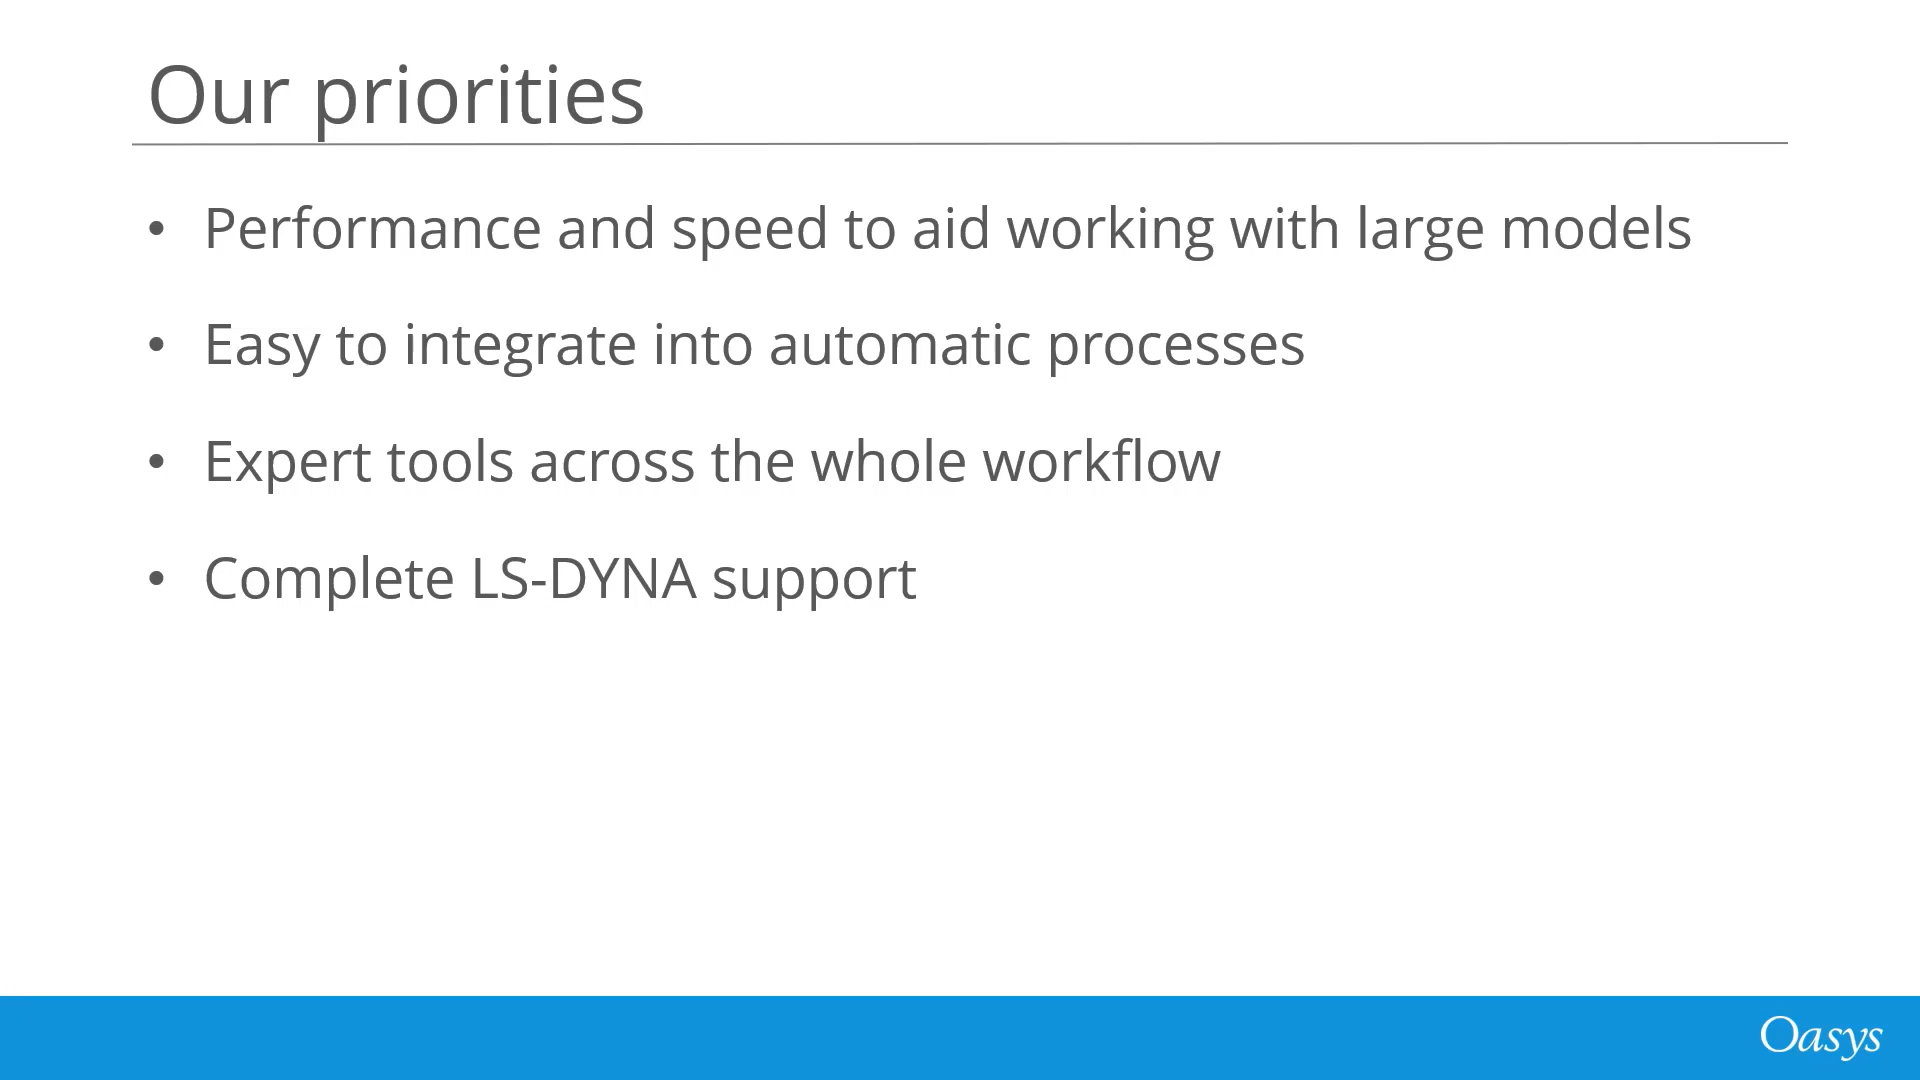 Our priorities
• Performance and speed to aid working with large models
• Easy to integrate into automatic processes
• Expert tools across the whole workflow
• Complete LS-DYNA support
Oasys